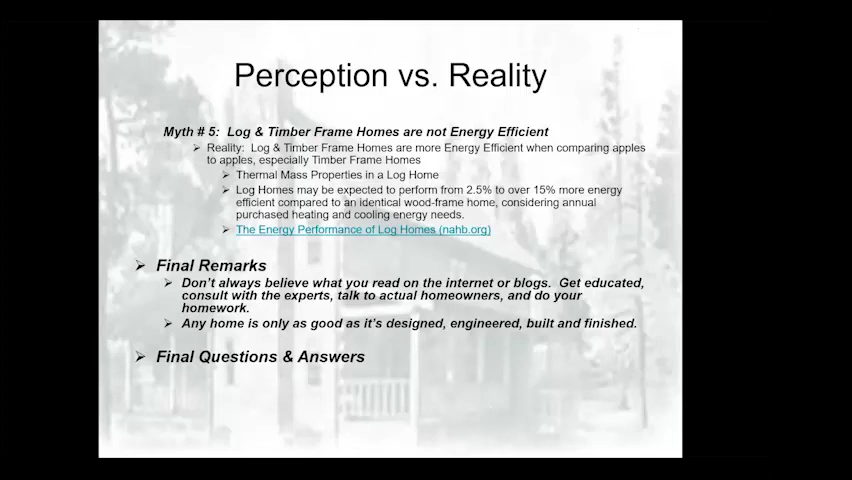 Perception vs. Reality
Myth # 5: Log & Timber Frame Homes are not Energy Efficient
➢ Reality: Log & Timber Frame Homes are more Energy Efficient when comparing apples
to apples, especially Timber Frame Homes
➢ Thermal Mass Properties in a Log Home
➢ Log Homes may be expected to perform from 2.5% to over 15% more energy
efficient compared to an identical wood-frame home, considering annual
purchased heating and cooling energy needs.
➢ The Energy Performance of Log Homes (nahb.org)
➢ Final Remarks
➢ Don't always believe what you read on the internet or blogs. Get educated,
consult with the experts, talk to actual homeowners, and do your
homework.
➢ Any home is only as good as it's designed, engineered, built and finished.
➢ Final Questions & Answers